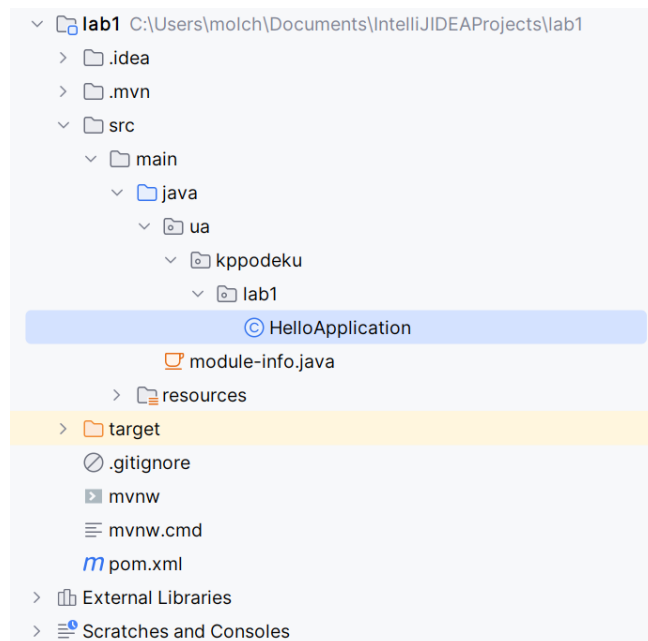 lab1 C:\Users\molch\Documents\IntelliJIDEAProjects\lab1
.idea
.mvn
src
main
java
ua
kppodeku
lab1
HelloApplication
module-info.java
resources
target
.gitignore
mvnw
mvnw.cmd
pom.xml
External Libraries
Scratches and Consoles